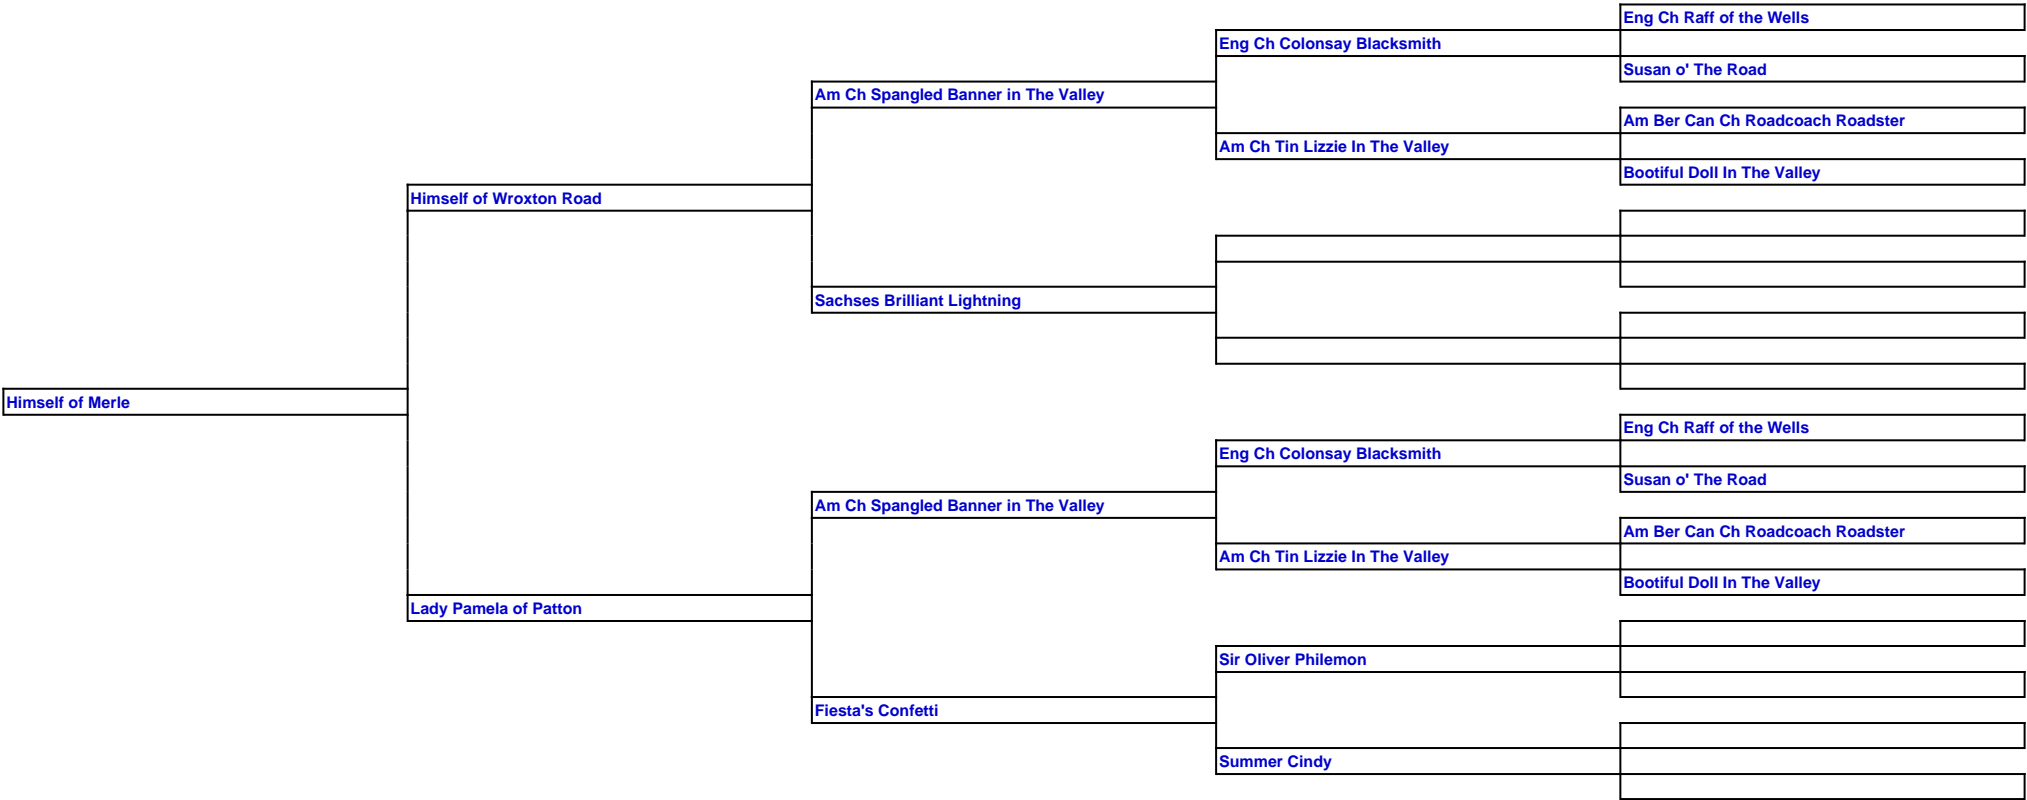 Eng Ch Raff of the Wells
Eng Ch Colonsay Blacksmith
Susan o' The Road
Am Ch Spangled Banner in The Valley
Am Ber Can Ch Roadcoach Roadster
Am Ch Tin Lizzie In The Valley
Bootiful Doll In The Valley
Himself of Wroxton Road
Sachses Brilliant Lightning
Himself of Merle
Eng Ch Raff of the Wells
Eng Ch Colonsay Blacksmith
Susan o' The Road
Am Ch Spangled Banner in The Valley
Am Ber Can Ch Roadcoach Roadster
Am Ch Tin Lizzie In The Valley
Bootiful Doll In The Valley
Lady Pamela of Patton
Sir Oliver Philemon
Fiesta's Confetti
Summer Cindy